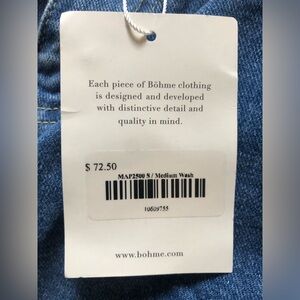 Each piece of Böhme clothing
is designed and developed
with distinctive detail and
quality in mind.
$ 72.50
MAP2500 S / Medium Wash
10609755
www.bohme.com